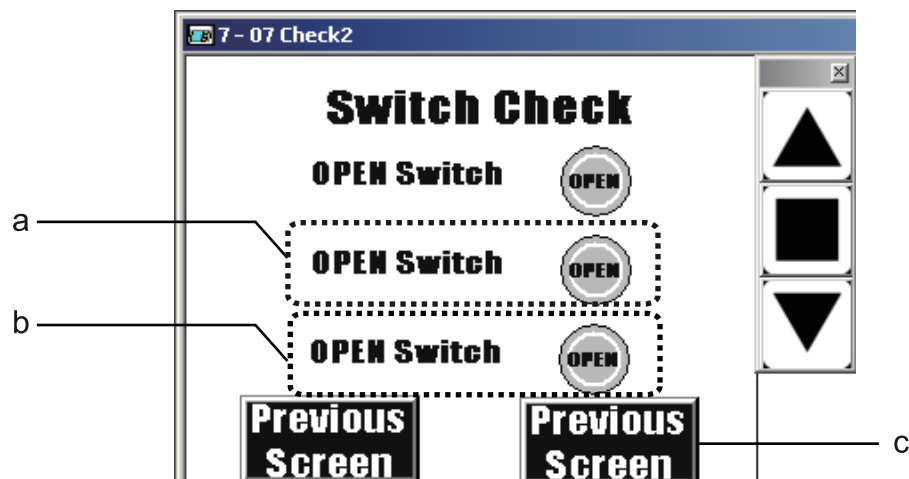 7 - 07 Check2
Switch Check
OPEN Switch OPEN
a
OPEN Switch OPEN
b
OPEN Switch OPEN
Previous Screen
Previous Screen
c